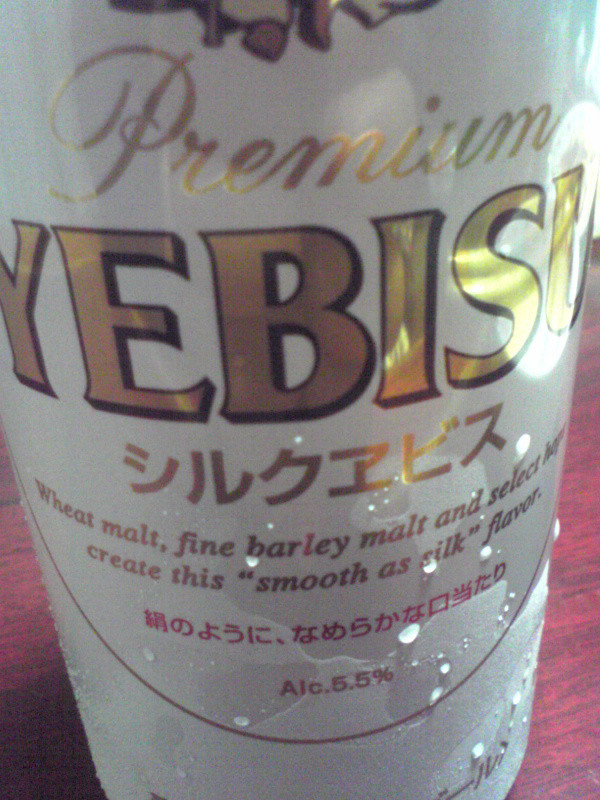 Premium
YEBISU
シルクヱビス
Wheat malt, fine barley malt and select hops
create this “smooth as silk” flavor.
絹のように、なめらかな口当たり
Alc.5.5%